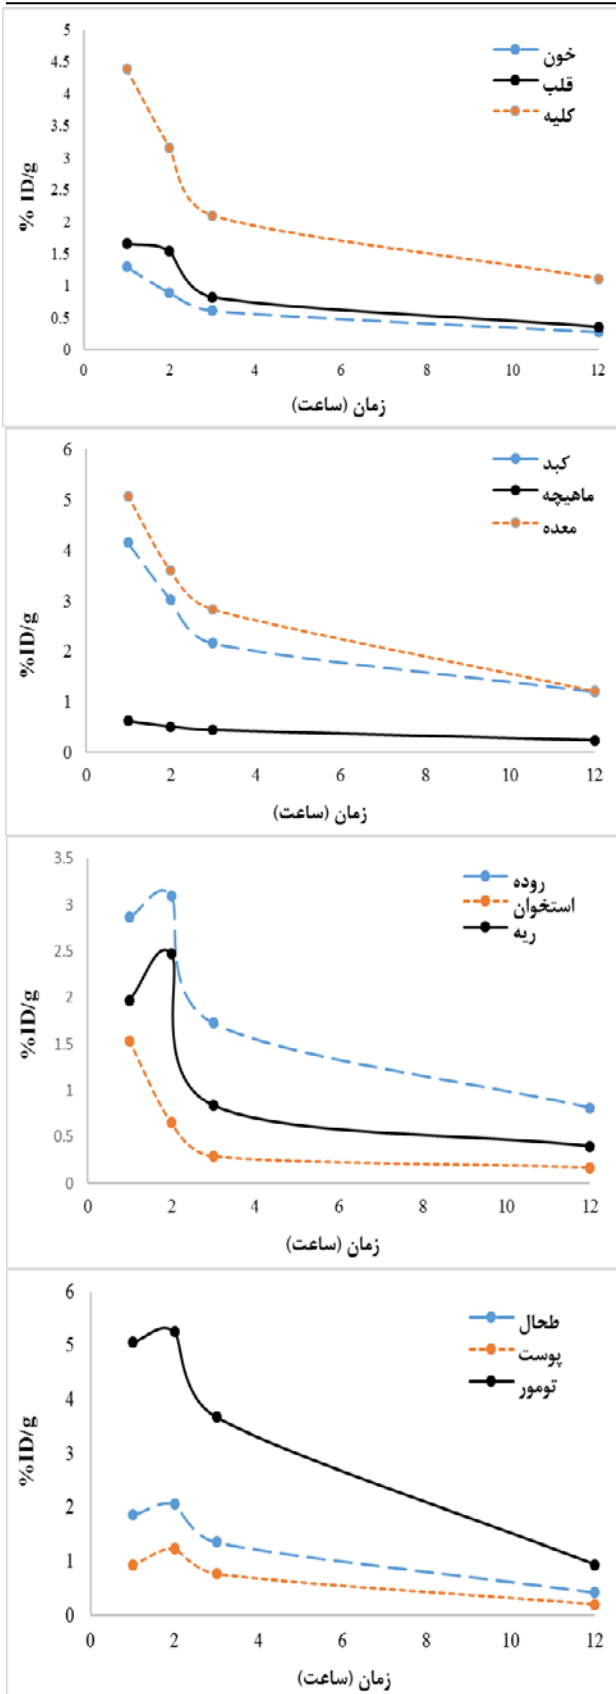 5
4.5
4
3.5
3
2.5
2
1.5
1
0.5
0
0 2 4 6 8 10 12
% ID/g
زمان (ساعت)
خون
قلب
کلیه
6
5
4
3
2
1
0
0 2 4 6 8 10 12
%ID/g
زمان (ساعت)
کبد
ماهیچه
معده
3.5
3
2.5
2
1.5
1
0.5
0
0 2 4 6 8 10 12
%ID/g
زمان (ساعت)
روده
استخوان
ریه
6
5
4
3
2
1
0
0 2 4 6 8 10 12
%ID/g
زمان (ساعت)
طحال
پوست
تومور